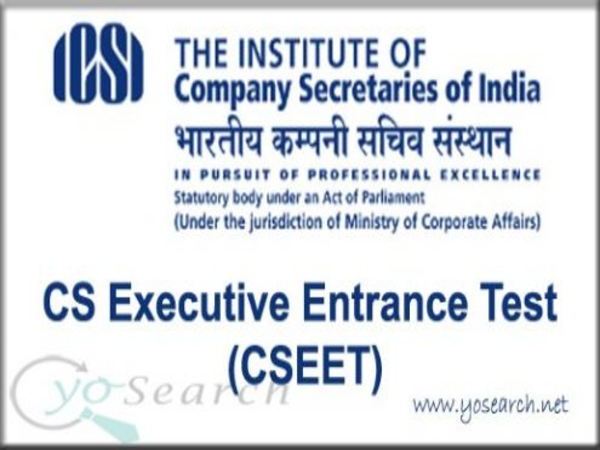 ICSI
THE INSTITUTE OF
Company Secretaries of India
भारतीय कम्पनी सचिव संस्थान
IN PURSUIT OF PROFESSIONAL EXCELLENCE
Statutory body under an Act of Parliament
(Under the jurisdiction of Ministry of Corporate Affairs)
CS Executive Entrance Test
(CSEET)
yo Search
www.yosearch.net